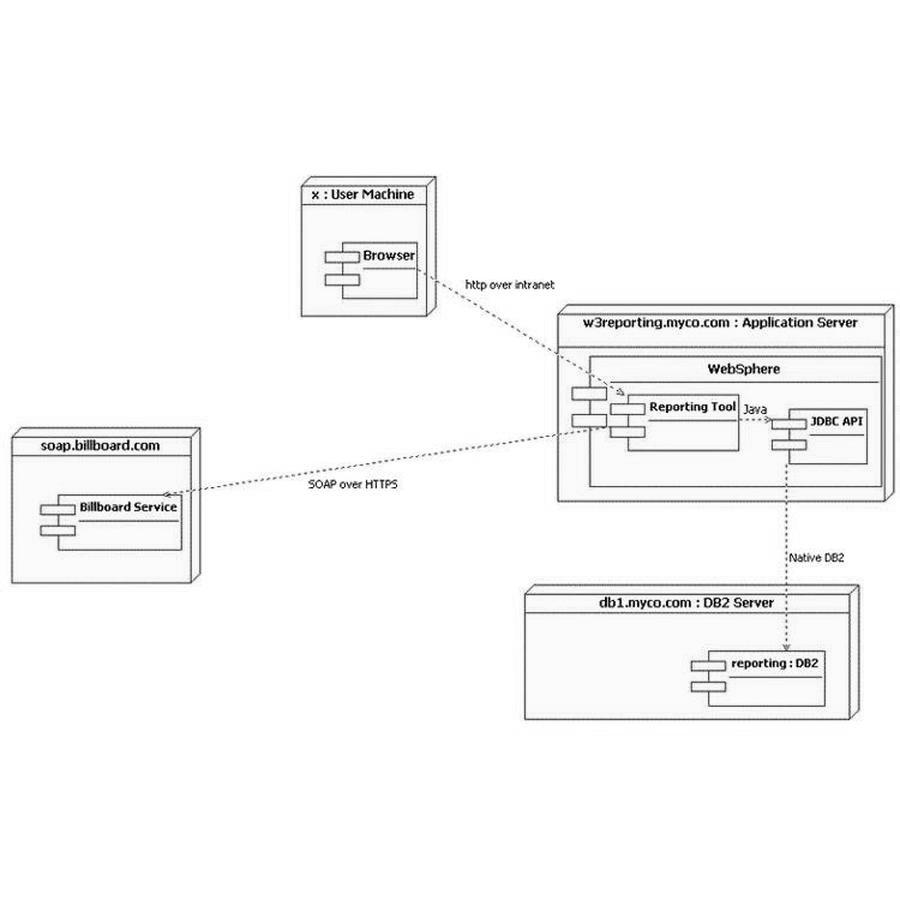 x : User Machine
Browser
http over intranet
w3reporting.myco.com : Application Server
WebSphere
Reporting Tool
Java
JDBC API
soap.billboard.com
SOAP over HTTPS
Billboard Service
Native DB2
db1.myco.com : DB2 Server
reporting : DB2